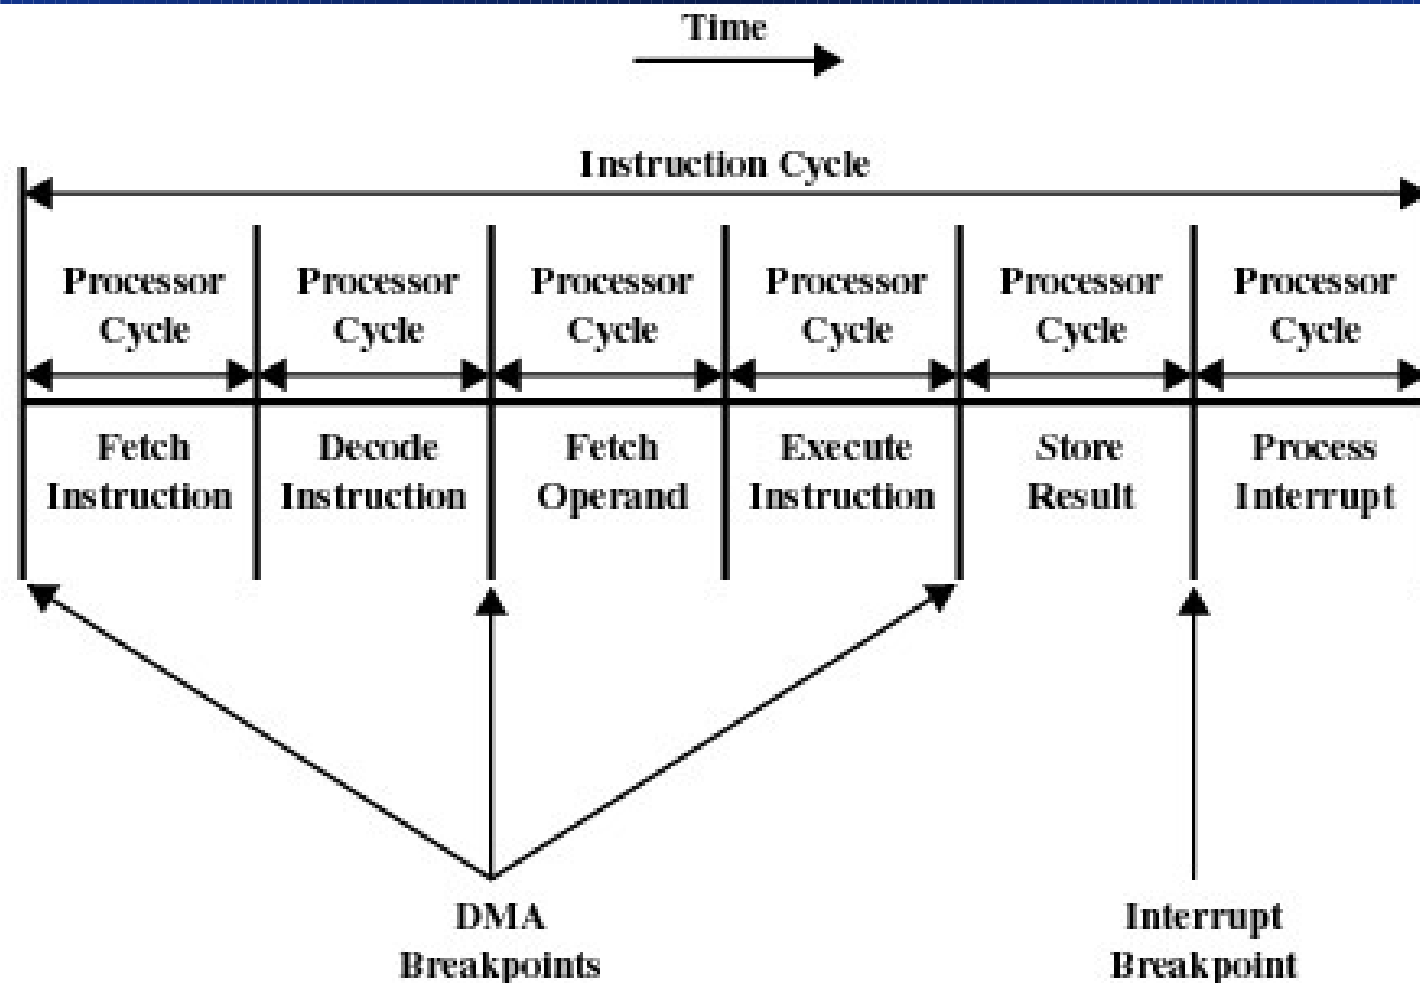 Time
Instruction Cycle
Processor
Cycle
Processor
Cycle
Processor
Cycle
Processor
Cycle
Processor
Cycle
Processor
Cycle
Fetch
Instruction
Decode
Instruction
Fetch
Operand
Execute
Instruction
Store
Result
Process
Interrupt
DMA
Breakpoints
Interrupt
Breakpoint